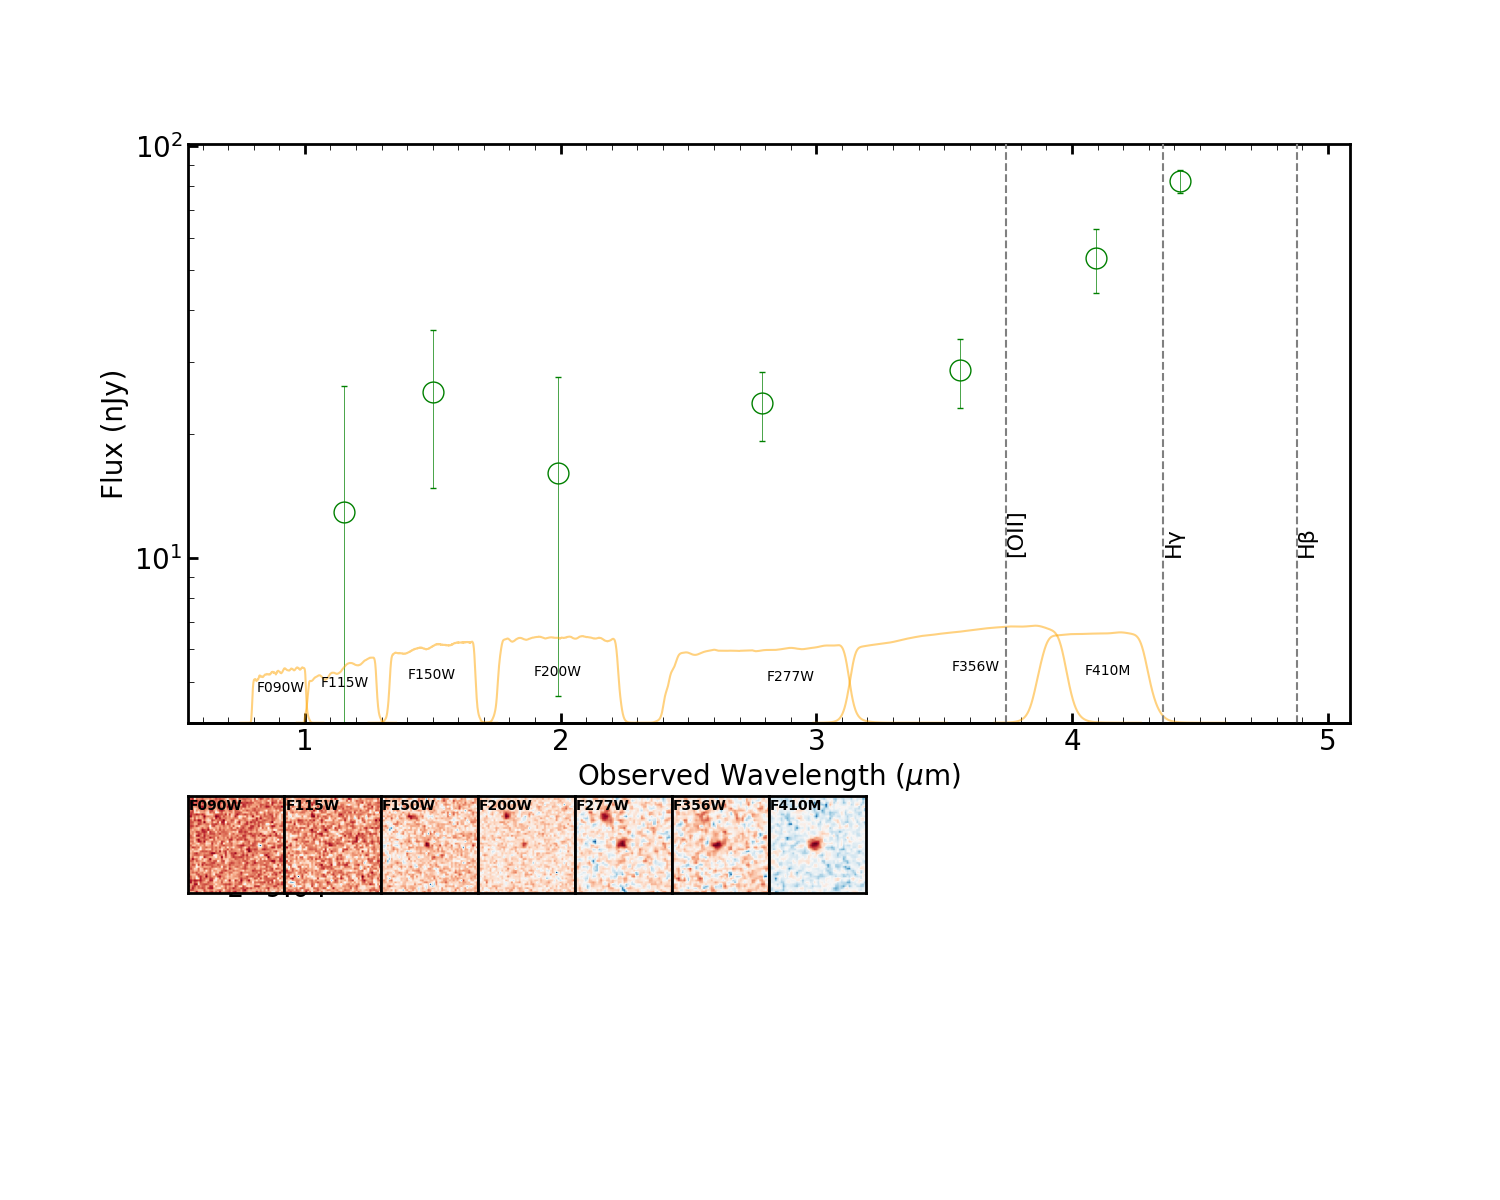 10²
10¹
Flux (nJy)
[OII]
Hγ
Hβ
F090W
F115W
F150W
F200W
F277W
F356W
F410M
1 2 3 4 5
Observed Wavelength (μm)
F090W F115W F150W F200W F277W F356W F410M